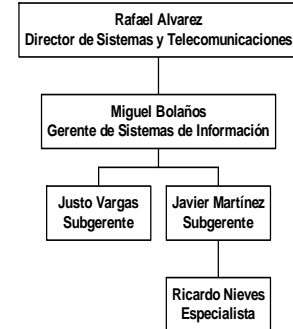 Rafael Alvarez
Director de Sistemas y Telecomunicaciones
Miguel Bolaños
Gerente de Sistemas de Información
Justo Vargas
Subgerente
Javier Martínez
Subgerente
Ricardo Nieves
Especialista